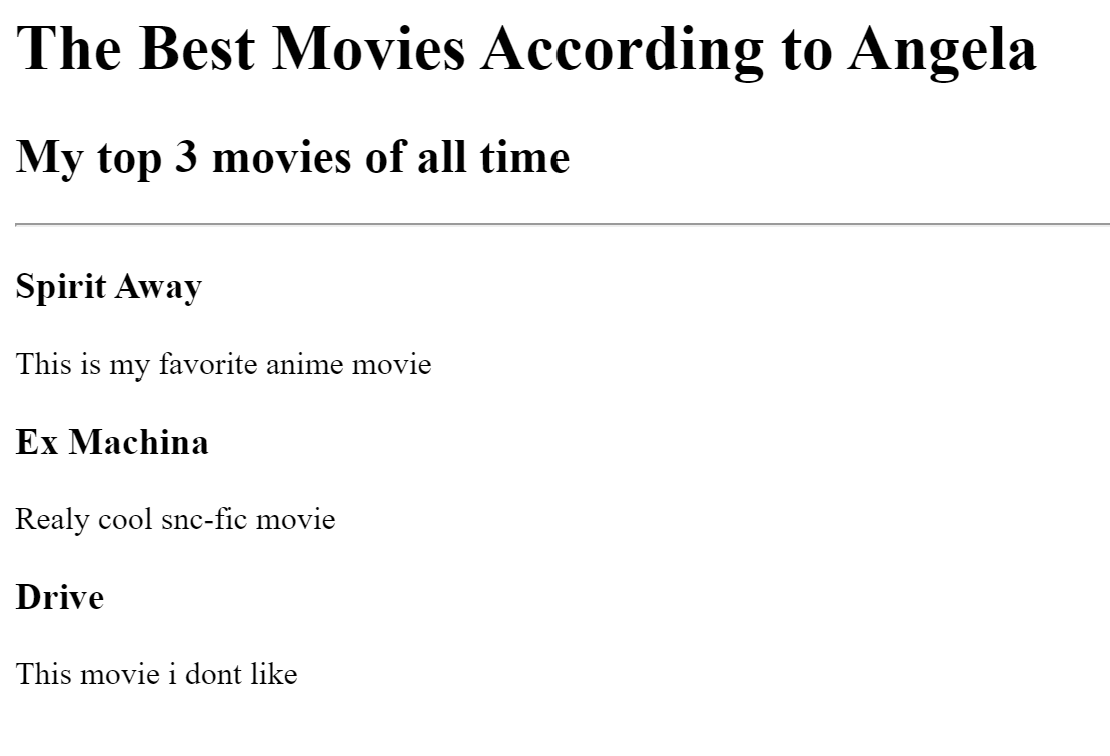 The Best Movies According to Angela
My top 3 movies of all time
Spirit Away
This is my favorite anime movie
Ex Machina
Realy cool snc-fic movie
Drive
This movie i dont like